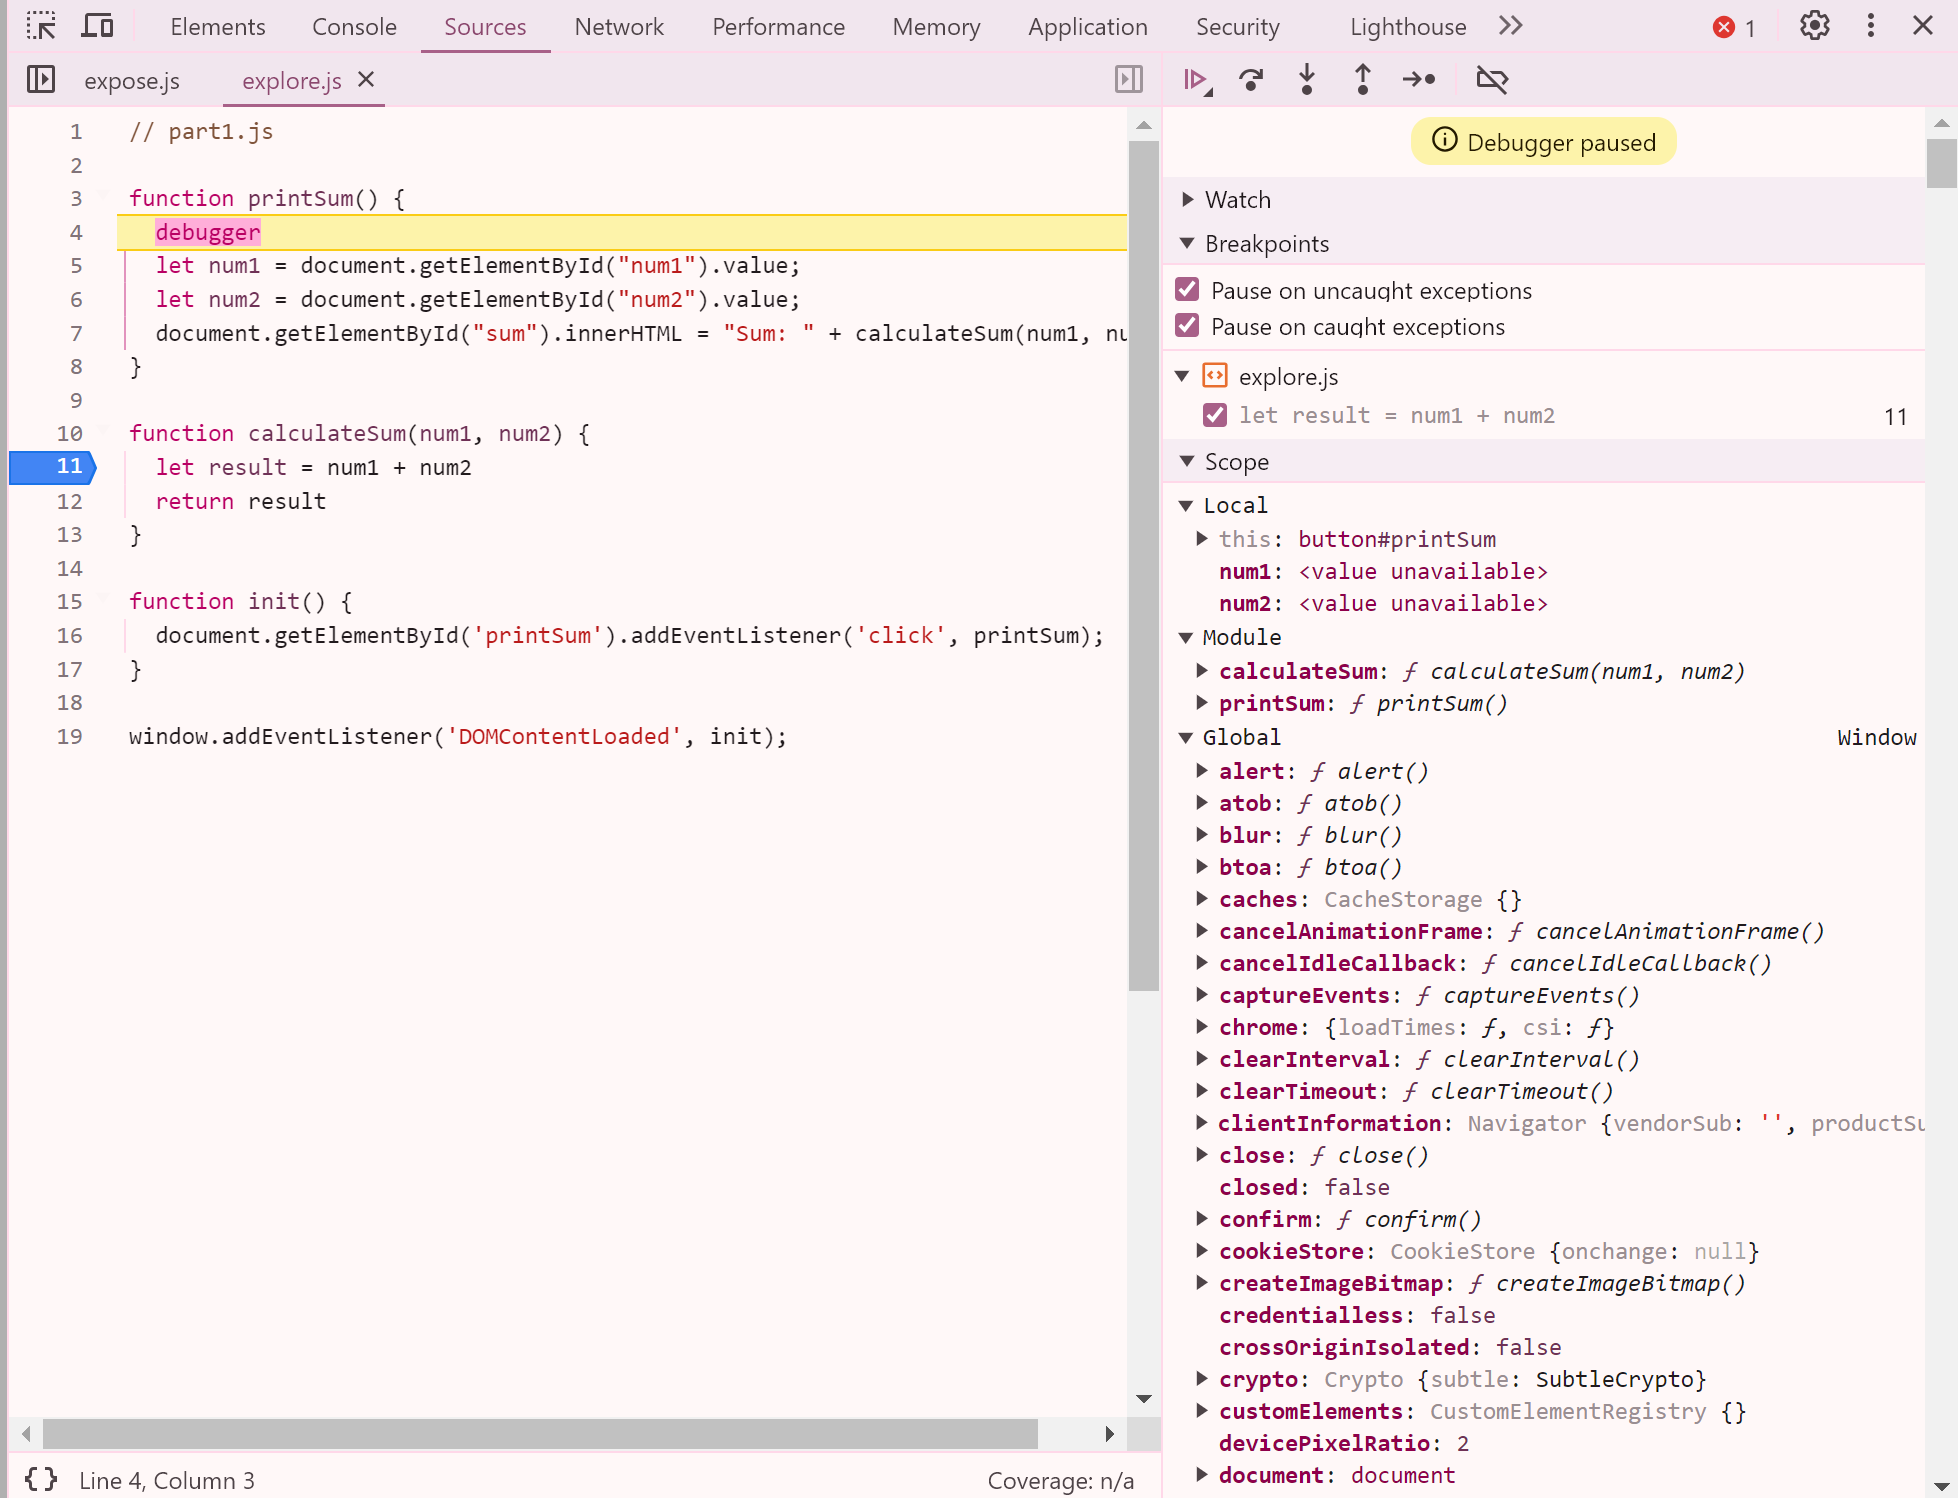 Elements Console Sources Network Performance Memory Application Security Lighthouse 1
expose.js explore.js
1 // part1.js
2
3 function printSum() {
4 debugger
5 let num1 = document.getElementById("num1").value;
6 let num2 = document.getElementById("num2").value;
7 document.getElementById("sum").innerHTML = "Sum: " + calculateSum(num1, nu
8 }
9
10 function calculateSum(num1, num2) {
11 let result = num1 + num2
12 return result
13 }
14
15 function init() {
16 document.getElementById('printSum').addEventListener('click', printSum);
17 }
18
19 window.addEventListener('DOMContentLoaded', init);
{ } Line 4, Column 3 Coverage: n/a
Debugger paused
Watch
Breakpoints
Pause on uncaught exceptions
Pause on caught exceptions
explore.js
let result = num1 + num2 11
Scope
Local
this: button#printSum
num1: <value unavailable>
num2: <value unavailable>
Module
calculateSum: ƒ calculateSum(num1, num2)
printSum: ƒ printSum()
Global Window
alert: ƒ alert()
atob: ƒ atob()
blur: ƒ blur()
btoa: ƒ btoa()
caches: CacheStorage {}
cancelAnimationFrame: ƒ cancelAnimationFrame()
cancelIdleCallback: ƒ cancelIdleCallback()
captureEvents: ƒ captureEvents()
chrome: {loadTimes: ƒ, csi: ƒ}
clearInterval: ƒ clearInterval()
clearTimeout: ƒ clearTimeout()
clientInformation: Navigator {vendorSub: '', productSu
close: ƒ close()
closed: false
confirm: ƒ confirm()
cookieStore: CookieStore {onchange: null}
createImageBitmap: ƒ createImageBitmap()
credentialless: false
crossOriginIsolated: false
crypto: Crypto {subtle: SubtleCrypto}
customElements: CustomElementRegistry {}
devicePixelRatio: 2
document: document